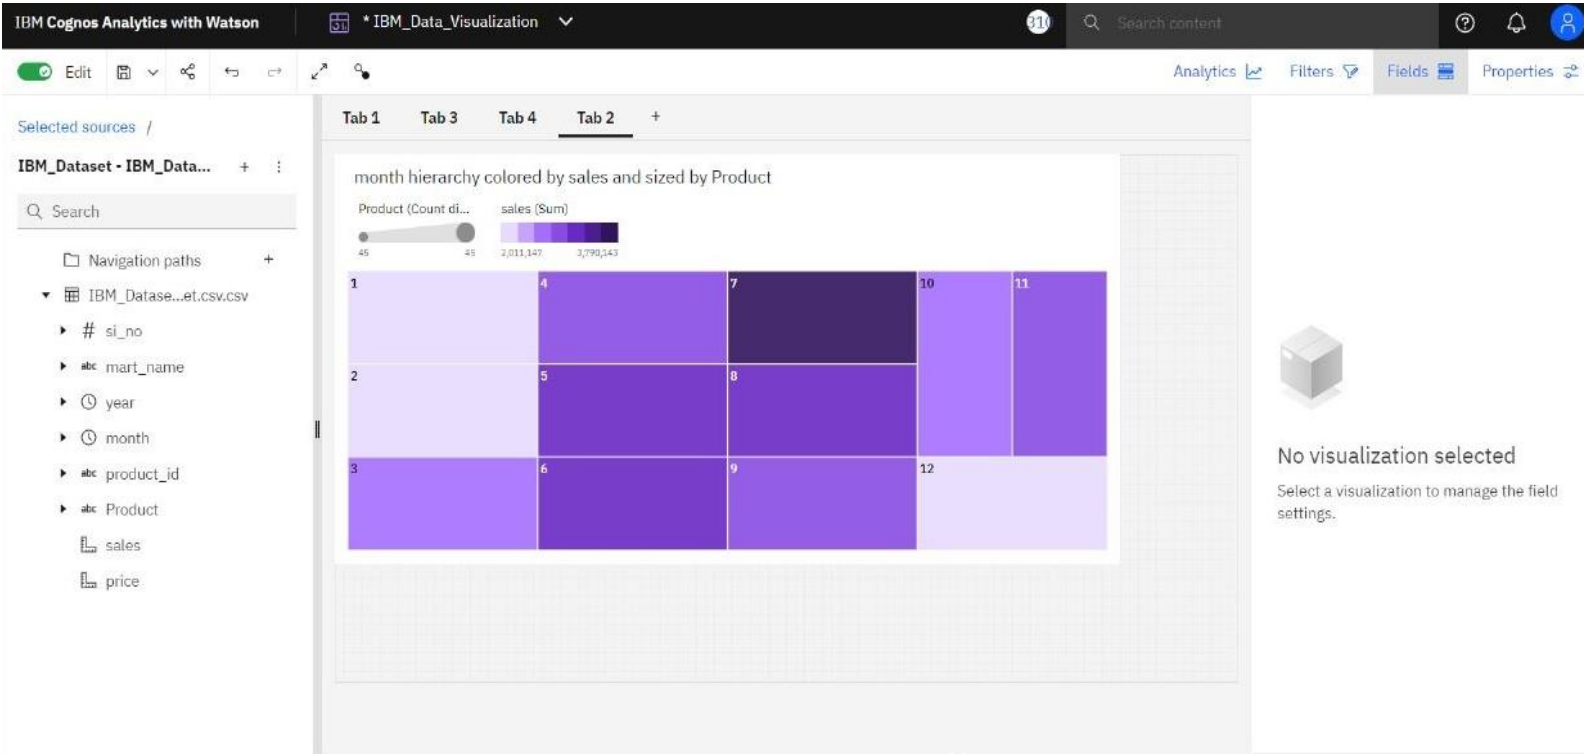 IBM Cognos Analytics with Watson
* IBM_Data_Visualization
310
Search content
Edit
Analytics
Filters
Fields
Properties
Selected sources /
IBM_Dataset - IBM_Data...
Search
Navigation paths
IBM_Datase...et.csv.csv
# si_no
abc mart_name
year
month
abc product_id
abc Product
sales
price
Tab 1
Tab 3
Tab 4
Tab 2
+
month hierarchy colored by sales and sized by Product
Product (Count di...
sales (Sum)
45
45
2,011,147
3,790,143
1
4
7
10
11
2
5
8
3
6
9
12
No visualization selected
Select a visualization to manage the field
settings.